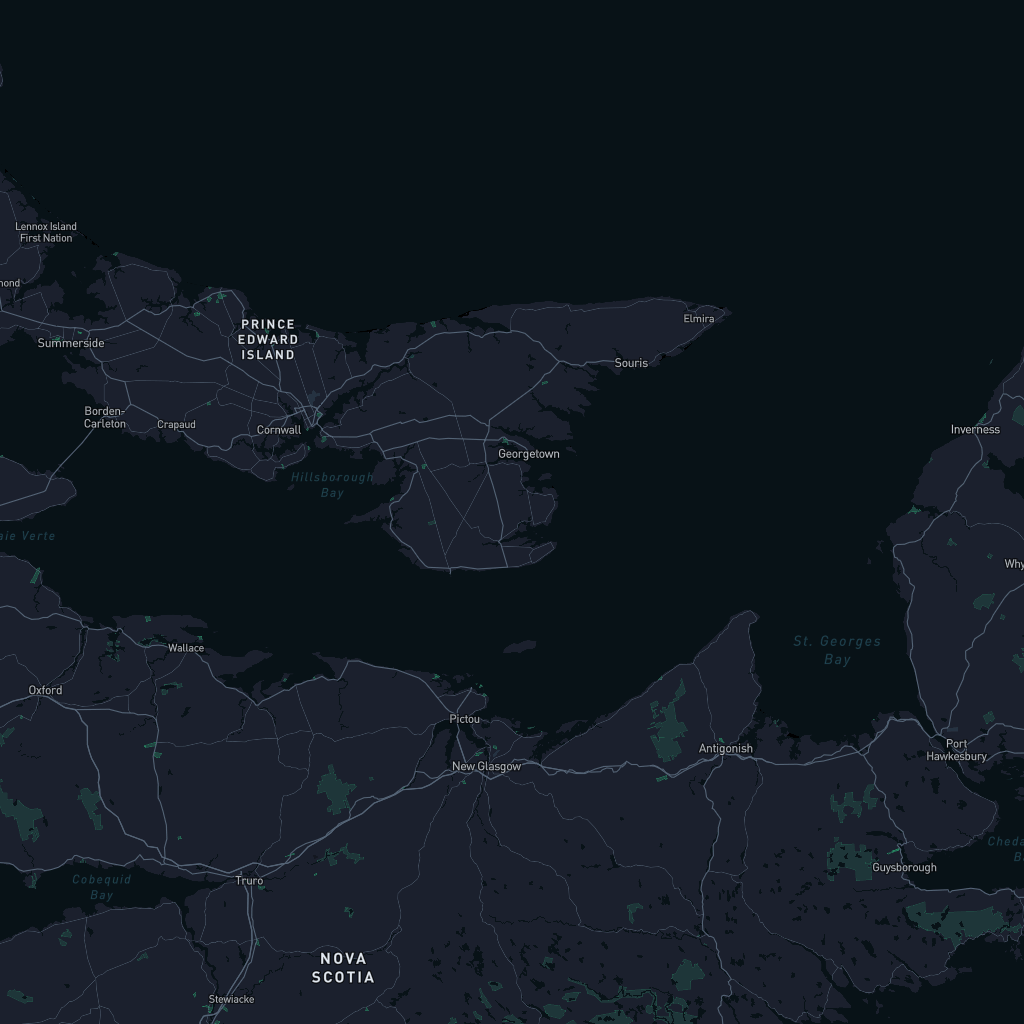 Lennox Island
First Nation
mond
PRINCE
EDWARD
ISLAND
Elmira
Summerside
Souris
Borden-
Carleton
Crapaud
Cornwall
Inverness
Georgetown
Hillsborough
Bay
aie Verte
Why
Wallace
St. Georges
Bay
Oxford
Pictou
Antigonish
Port
Hawkesbury
New Glasgow
Cheda
B
Guysborough
Cobequid
Bay
Truro
NOVA
SCOTIA
Stewiacke